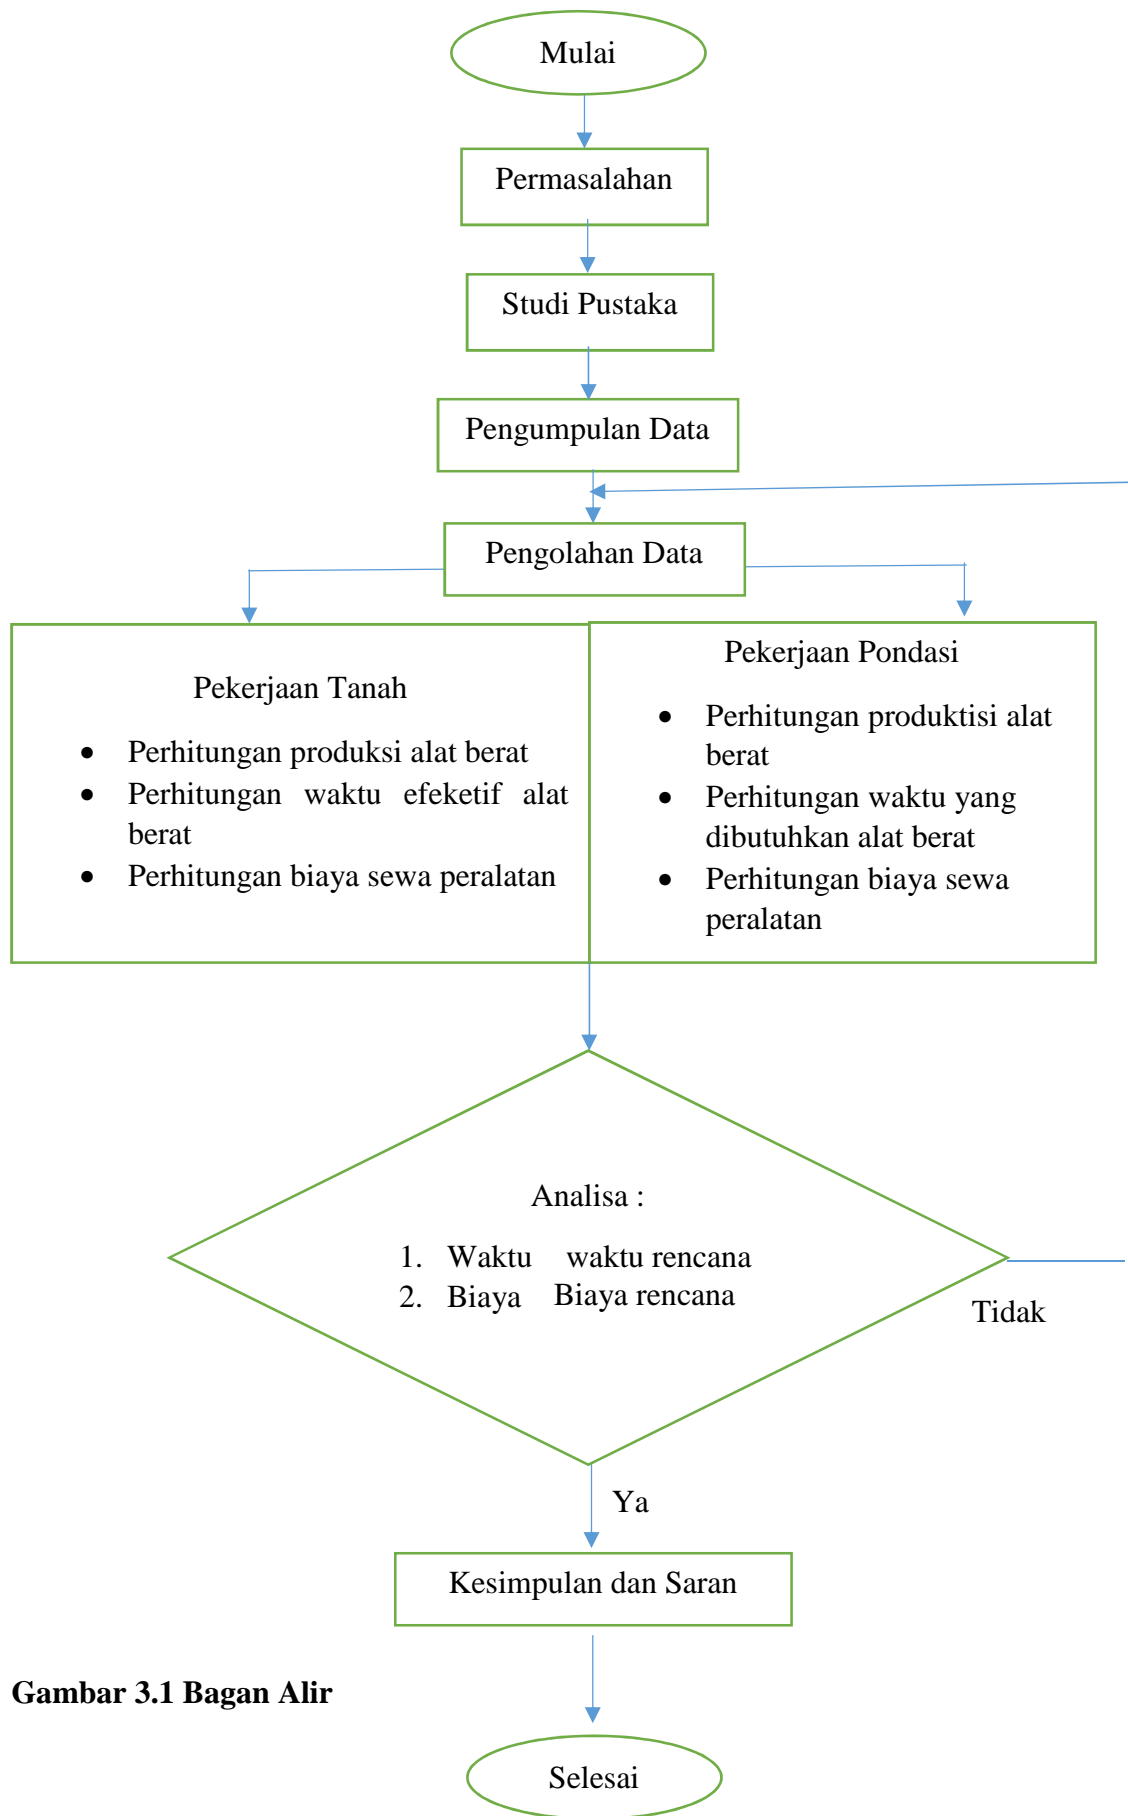 Mulai
Permasalahan
Studi Pustaka
Pengumpulan Data
Pengolahan Data
Pekerjaan Tanah
• Perhitungan produksi alat berat
• Perhitungan waktu efeketif alat
berat
• Perhitungan biaya sewa peralatan
Pekerjaan Pondasi
• Perhitungan produktisi alat
berat
• Perhitungan waktu yang
dibutuhkan alat berat
• Perhitungan biaya sewa
peralatan
Analisa :
1. Waktu waktu rencana
2. Biaya Biaya rencana
Tidak
Ya
Kesimpulan dan Saran
Gambar 3.1 Bagan Alir
Selesai